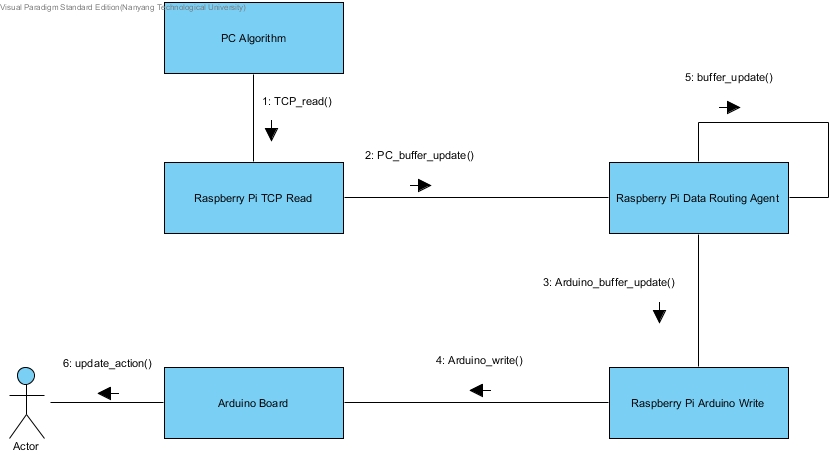 Visual Paradigm Standard Edition(Nanyang Technological University)
PC Algorithm
5: buffer_update()
1: TCP_read()
2: PC_buffer_update()
Raspberry Pi TCP Read
Raspberry Pi Data Routing Agent
3: Arduino_buffer_update()
6: update_action()
4: Arduino_write()
Arduino Board
Raspberry Pi Arduino Write
Actor